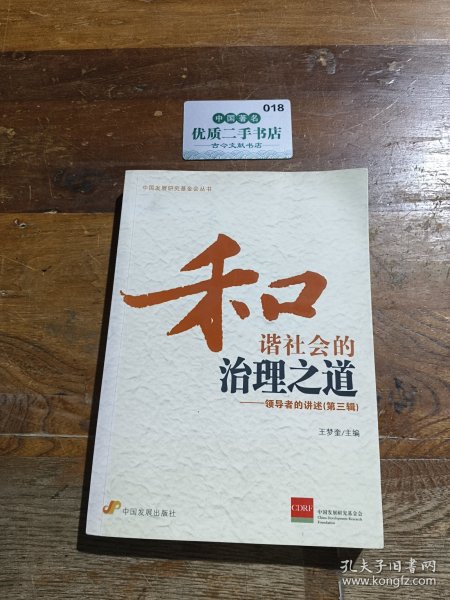 018
中国著名
优质二手书店
古今文献书店
中国发展研究基金会丛书
和
谐社会的
治理之道
——领导者的讲述(第三辑)
王梦奎/主编
中国发展出版社
CDRF
中国发展研究基金会
China Development Research
Foundation
孔夫子旧书网
www.kongfz.com